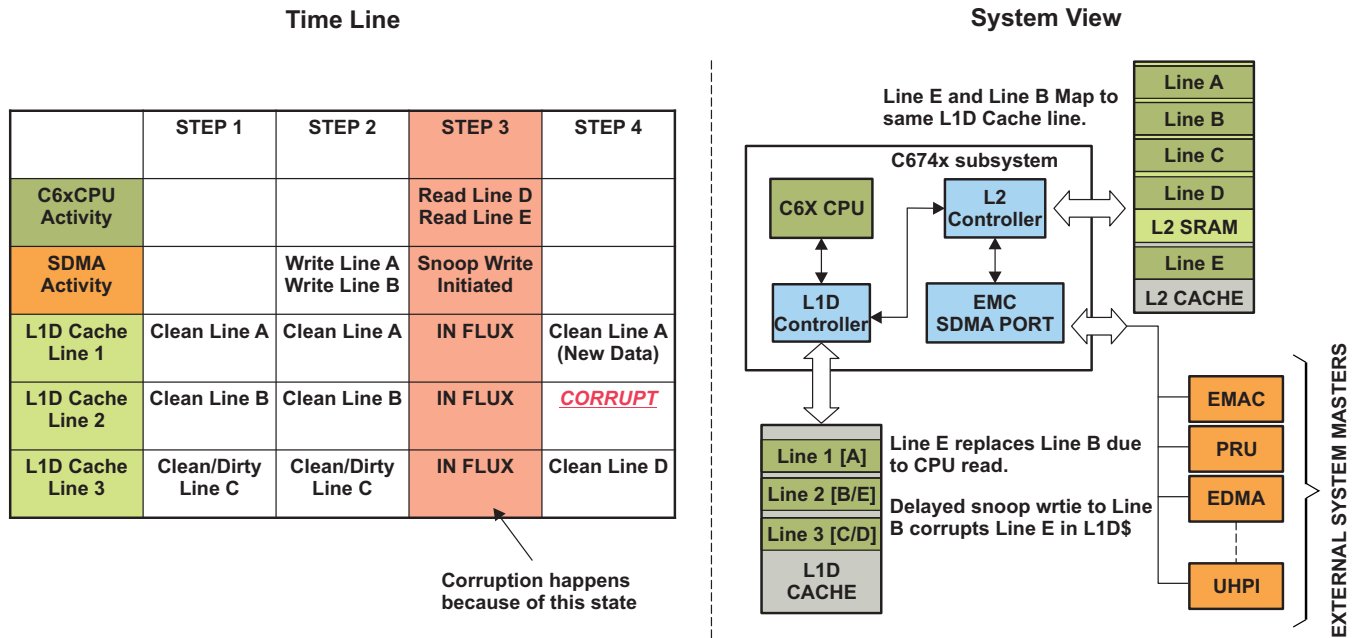 Time Line
STEP 1
STEP 2
STEP 3
STEP 4
C6xCPU
Activity
Read Line D
Read Line E
SDMA
Activity
Write Line A
Write Line B
Snoop Write
Initiated
L1D Cache
Line 1
Clean Line A
Clean Line A
IN FLUX
Clean Line A
(New Data)
L1D Cache
Line 2
Clean Line B
Clean Line B
IN FLUX
CORRUPT
L1D Cache
Line 3
Clean/Dirty
Line C
Clean/Dirty
Line C
IN FLUX
Clean Line D
Corruption happens
because of this state
System View
Line E and Line B Map to
same L1D Cache line.
C674x subsystem
C6X CPU
L2
Controller
L1D
Controller
EMC
SDMA PORT
Line A
Line B
Line C
Line D
L2 SRAM
Line E
L2 CACHE
Line 1 [A]
Line 2 [B/E]
Line 3 [C/D]
L1D
CACHE
Line E replaces Line B due
to CPU read.
Delayed snoop wrtie to Line
B corrupts Line E in L1D$
EMAC
PRU
EDMA
UHPI
EXTERNAL SYSTEM MASTERS